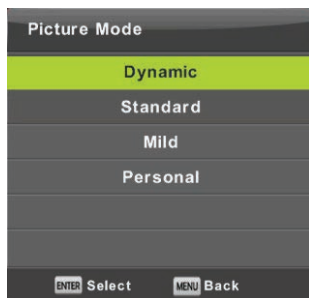 Picture Mode
Dynamic
Standard
Mild
Personal
ENTER Select MENU Back